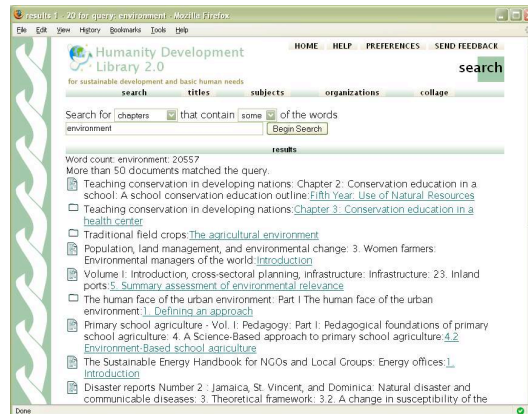 results 1 - 20 for query: environment - Mozilla Firefox
File Edit View History Bookmarks Tools Help
HOME HELP PREFERENCES SEND FEEDBACK
Humanity Development
Library 2.0
search
for sustainable development and basic human needs
search titles subjects organizations collage
Search for chapters that contain some of the words
environment Begin Search
results
Word count: environment: 20557
More than 50 documents matched the query.
Teaching conservation in developing nations: Chapter 2: Conservation education in a
school: A school conservation education outline:Fifth Year: Use of Natural Resources
Teaching conservation in developing nations:Chapter 3: Conservation education in a
health center
Traditional field crops:The agricultural environment
Population, land management, and environmental change: 3. Women farmers:
Environmental managers of the world:Introduction
Volume I: Introduction, cross-sectoral planning, infrastructure: Infrastructure: 23. Inland
ports:5. Summary assessment of environmental relevance
The human face of the urban environment: Part I The human face of the urban
environment:1. Defining an approach
Primary school agriculture - Vol. I: Pedagogy: Part I: Pedagogical foundations of primary
school agriculture: 4. A Science-Based approach to primary school agriculture:4.2
Environment-Based school agriculture
The Sustainable Energy Handbook for NGOs and Local Groups: Energy offices:1.
Introduction
Disaster reports Number 2 : Jamaica, St. Vincent, and Dominica: Natural disaster and
communicable diseases: 3. Theoretical framework: 3.2. A change in susceptibility of the
Done